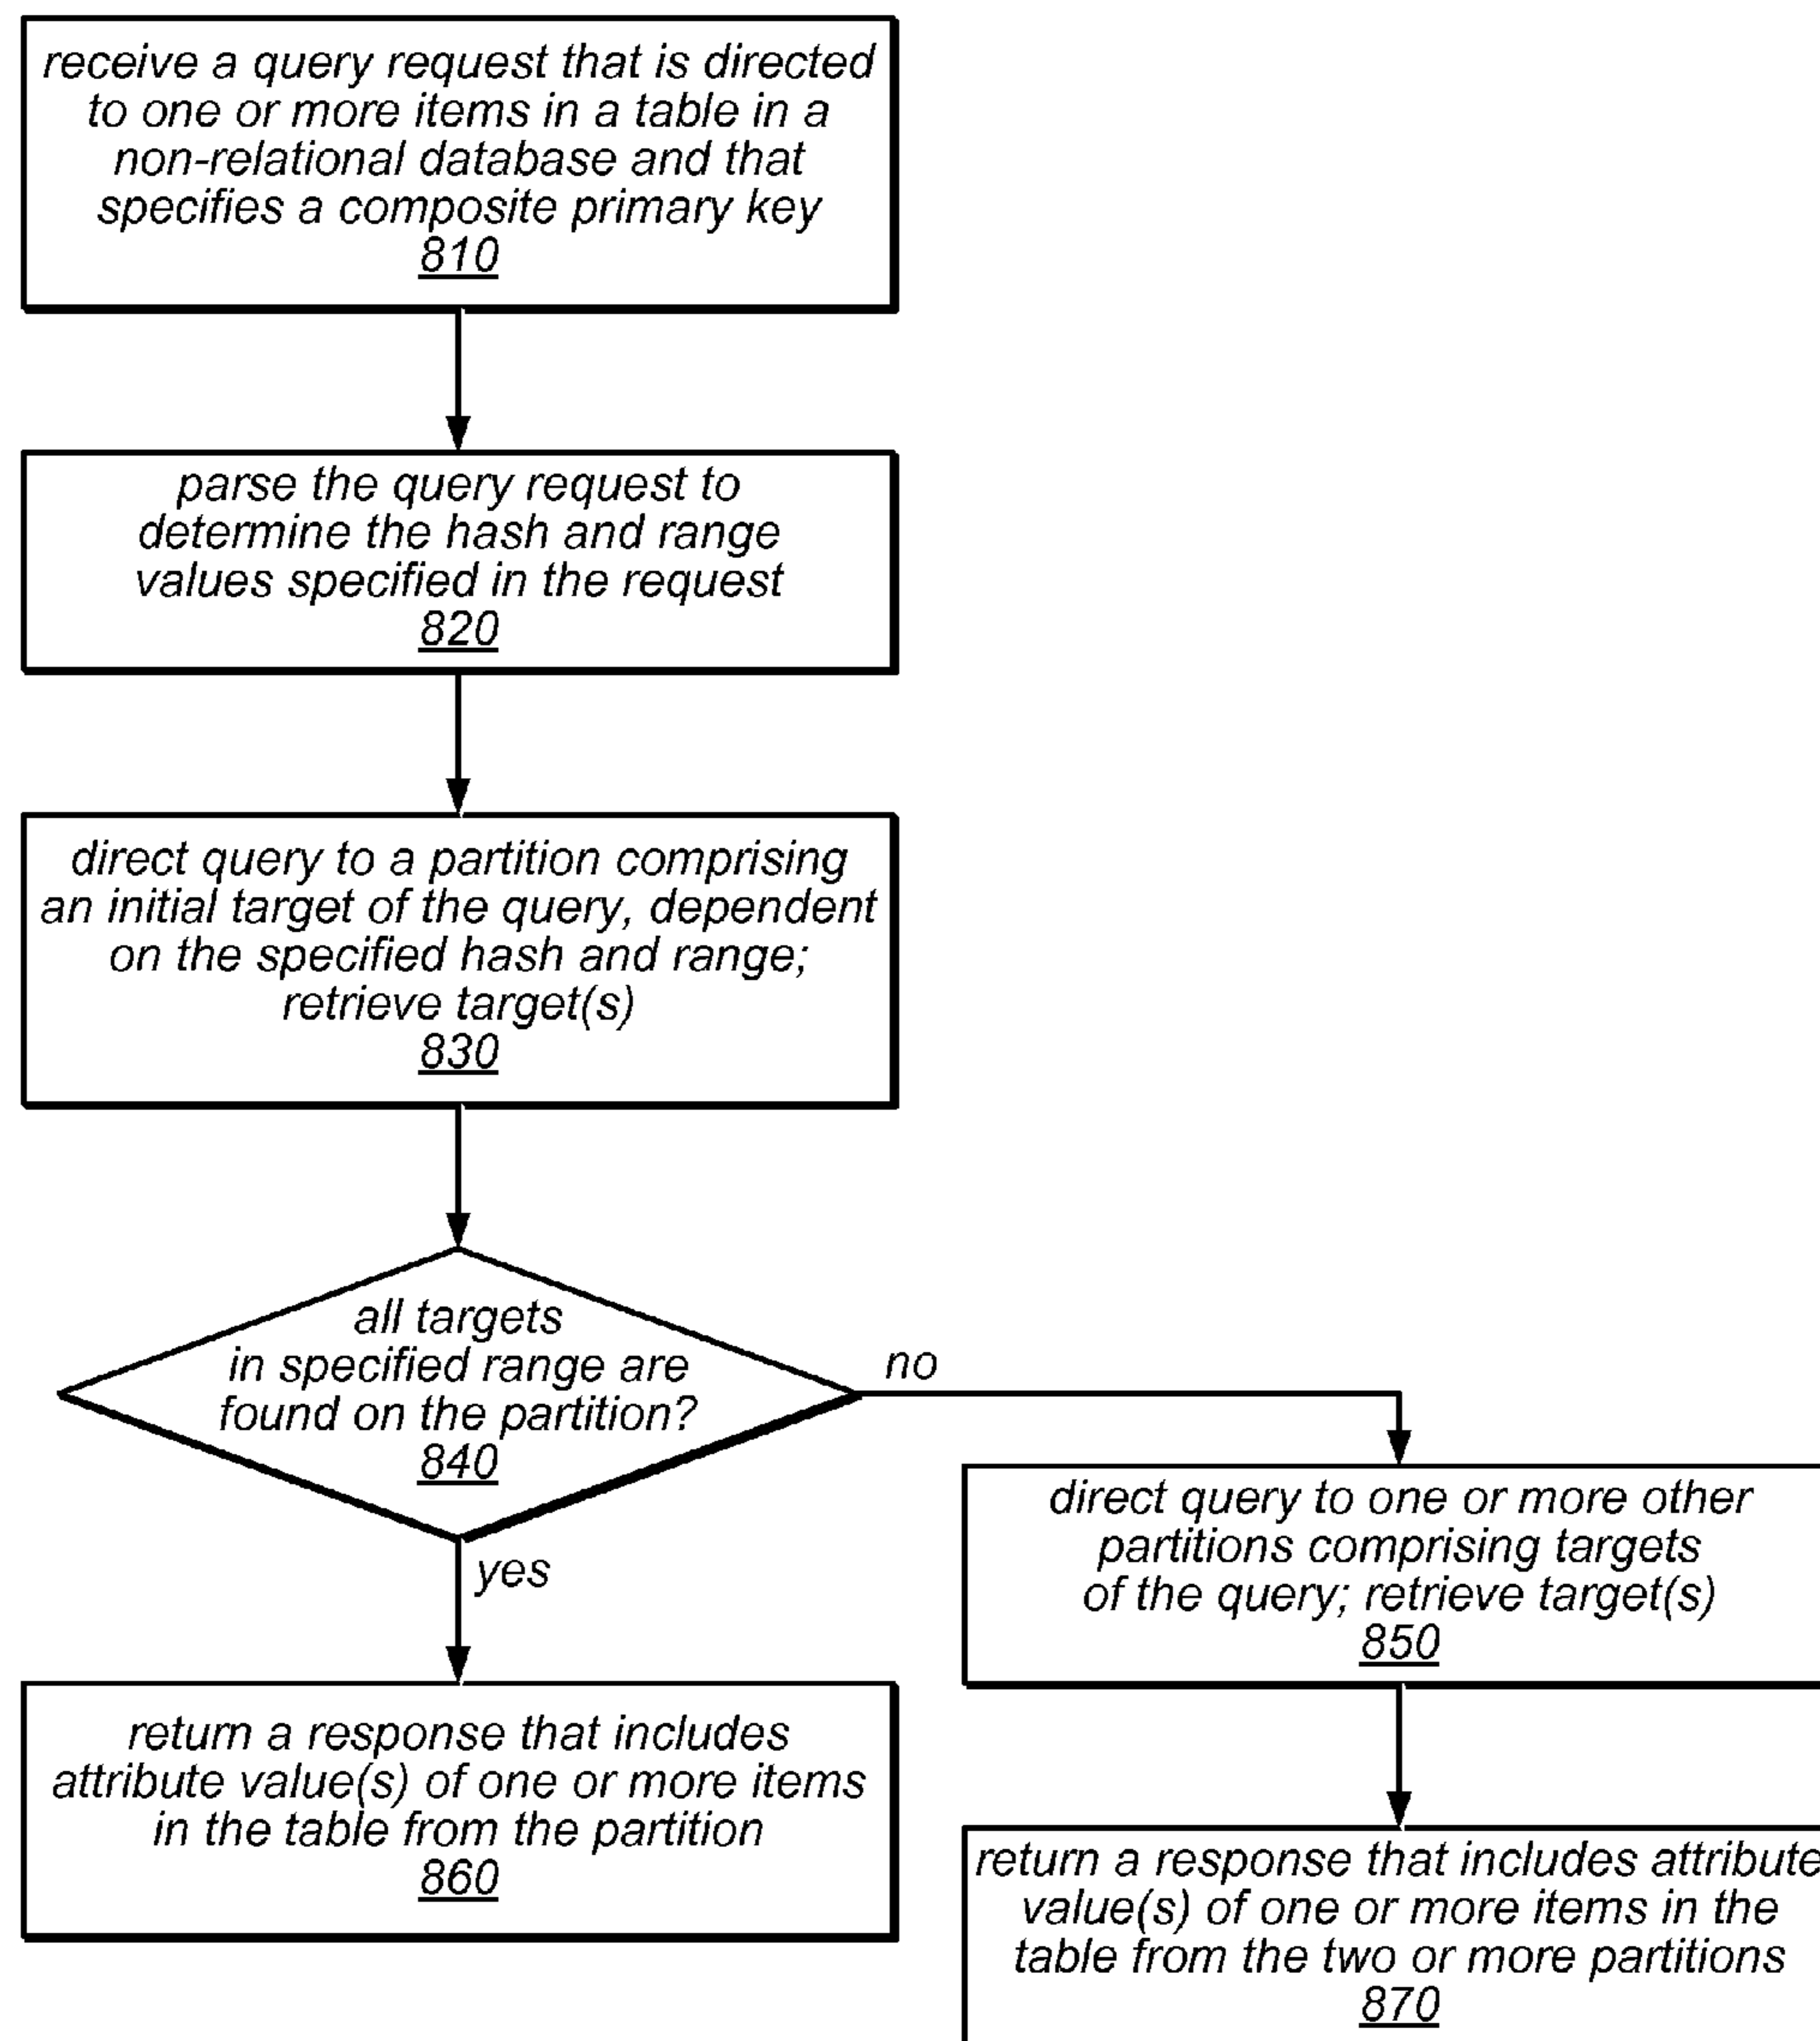 receive a query request that is directed
to one or more items in a table in a
non-relational database and that
specifies a composite primary key
810
parse the query request to
determine the hash and range
values specified in the request
820
direct query to a partition comprising
an initial target of the query, dependent
on the specified hash and range;
retrieve target(s)
830
all targets
in specified range are
found on the partition?
840
no
yes
direct query to one or more other
partitions comprising targets
of the query; retrieve target(s)
850
return a response that includes
attribute value(s) of one or more items
in the table from the partition
860
return a response that includes attribute
value(s) of one or more items in the
table from the two or more partitions
870